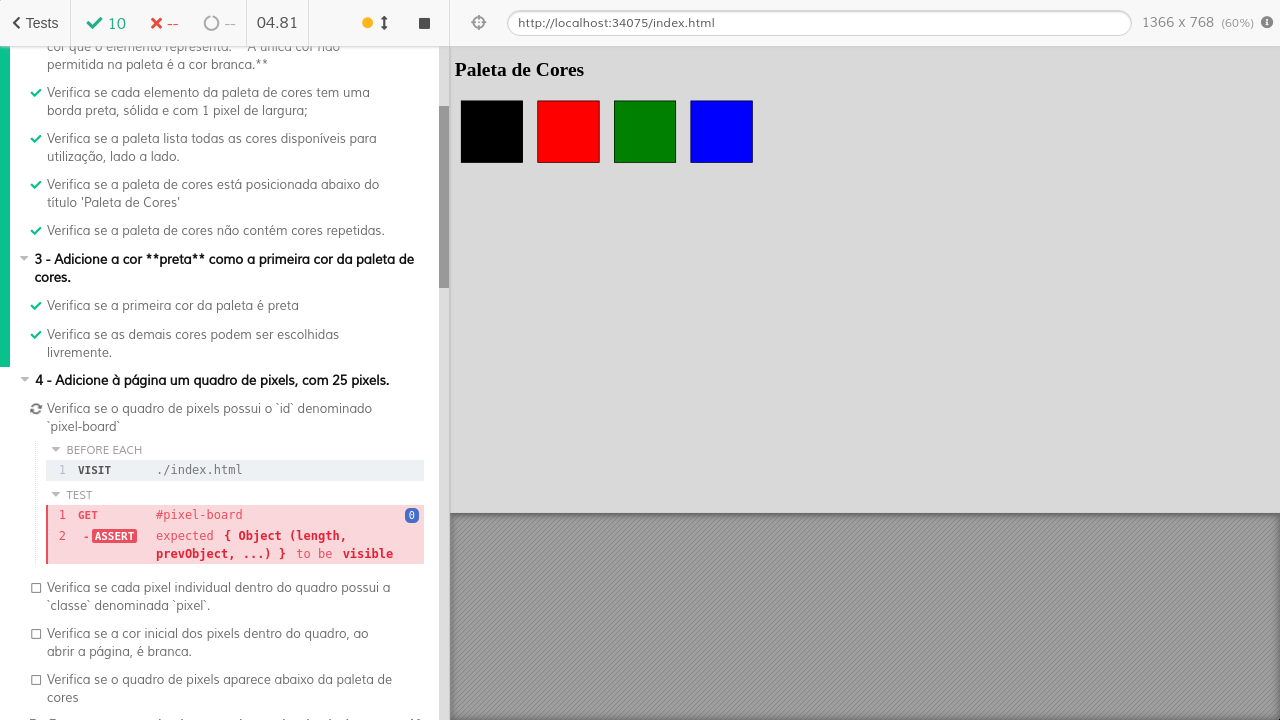 Tests
10
--
--
04.81
http://localhost:34075/index.html
1366 x 768 (60%)
cor que o elemento representa. **A única cor não
permitida na paleta é a cor branca.**
Verifica se cada elemento da paleta de cores tem uma
borda preta, sólida e com 1 pixel de largura;
Verifica se a paleta lista todas as cores disponíveis para
utilização, lado a lado.
Verifica se a paleta de cores está posicionada abaixo do
título 'Paleta de Cores'
Verifica se a paleta de cores não contém cores repetidas.
3 - Adicione a cor **preta** como a primeira cor da paleta de
cores.
Verifica se a primeira cor da paleta é preta
Verifica se as demais cores podem ser escolhidas
livremente.
4 - Adicione à página um quadro de pixels, com 25 pixels.
Verifica se o quadro de pixels possui o `id` denominado
`pixel-board`
BEFORE EACH
1 VISIT ./index.html
TEST
1 GET #pixel-board 0
2 -ASSERT expected { Object (length,
prevObject, ...) } to be visible
Verifica se cada pixel individual dentro do quadro possui a
`classe` denominada `pixel`.
Verifica se a cor inicial dos pixels dentro do quadro, ao
abrir a página, é branca.
Verifica se o quadro de pixels aparece abaixo da paleta de
cores
Paleta de Cores